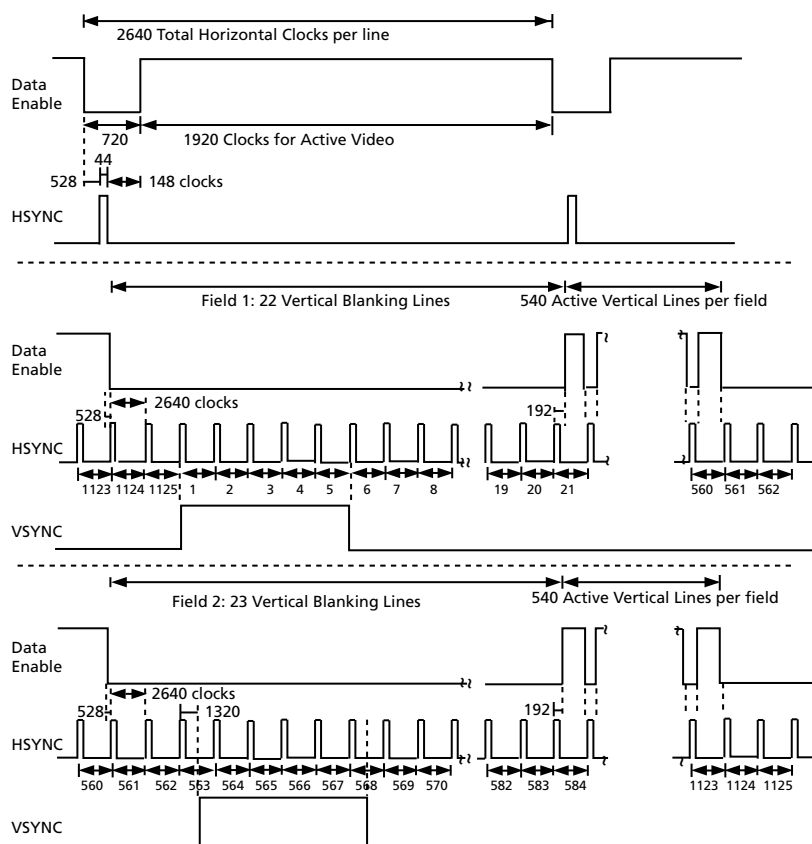 2640 Total Horizontal Clocks per line
Data
Enable
720
1920 Clocks for Active Video
44
528
148 clocks
HSYNC
Field 1: 22 Vertical Blanking Lines
540 Active Vertical Lines per field
Data
Enable
2640 clocks
528
192
HSYNC
1123 1124 1125 1 2 3 4 5 6 7 8 19 20 21 560 561 562
VSYNC
Field 2: 23 Vertical Blanking Lines
540 Active Vertical Lines per field
Data
Enable
2640 clocks
528
1320
192
HSYNC
560 561 562 563 564 565 566 567 568 569 570 582 583 584 1123 1124 1125
VSYNC